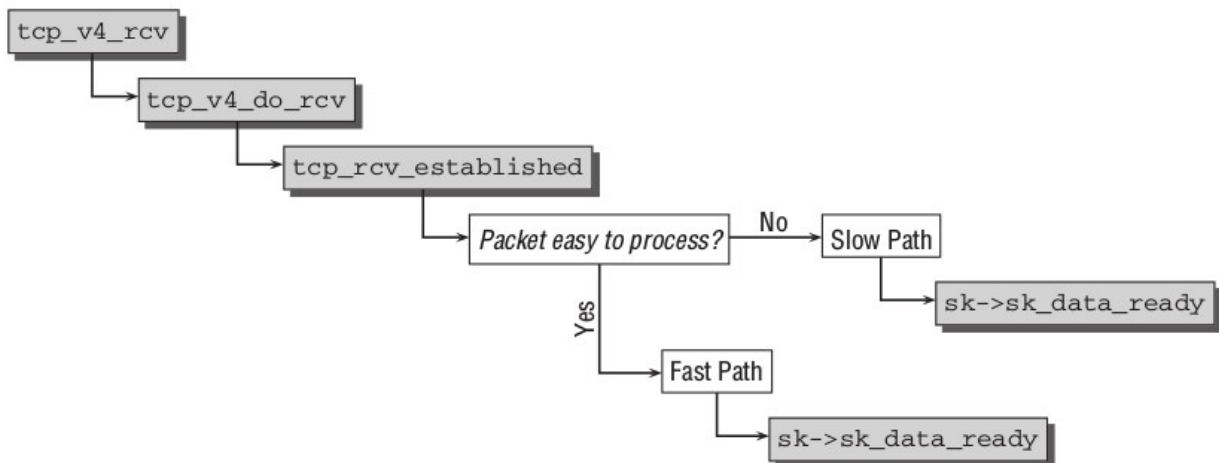 tcp_v4_rcv
tcp_v4_do_rcv
tcp_rcv_established
Packet easy to process?
No
Slow Path
sk->sk_data_ready
Yes
Fast Path
sk->sk_data_ready